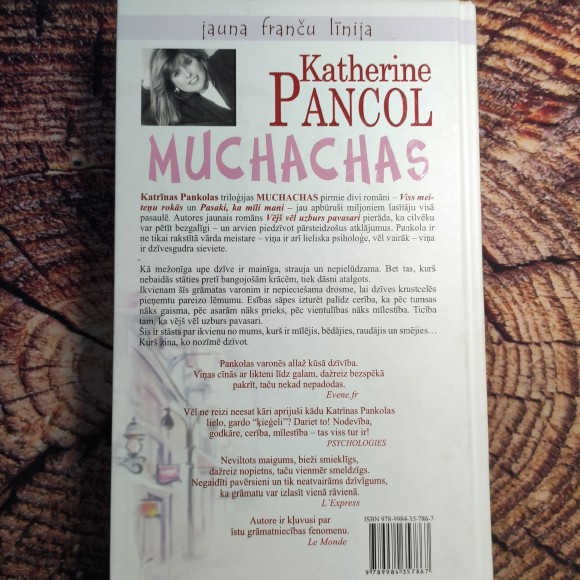 jauna franču līnija
Katherine
PANCOL
MUCHACHAS
Katrīnas Pankolas triloģijas MUCHACHAS pirmie divi romāni – Viss mei-
teņu rokās un Pasaki, ka mīli mani – jau apbūruši miljoniem lasītāju visā
pasaulē. Autores jaunais romāns Vējš vēl uzburs pavasari pierāda, ka cilvēku
var pētīt bezgalīgi – un arvien piedzīvot pārsteidzošus atklājumus. Pankola ir
ne tikai rakstītā vārda meistare – viņa ir arī lieliska psiholoģe, vēl vairāk – viņa
ir dzīvesgudra sieviete.
Kā mežonīga upe dzīve ir mainīga, strauja un nepielūdzama. Bet tas, kurš
nebaidās stāties pretī bangojošām krācēm, tiek dāsni atalgots.
Ikvienam šīs grāmatas varonim ir nepieciešama drosme, lai dzīves krustcelēs
pieņemtu pareizo lēmumu. Esības sāpes izturēt palīdz cerība, ka pēc tumsas
nāks gaisma, pēc asarām nāks prieks, pēc vientulības nāks mīlestība. Ticība
tam, ka vējš vēl uzburs pavasari.
Šis ir stāsts par ikvienu no mums, kurš ir mīlējis, bēdājies, raudājis un smējies...
Kurš zina, ko nozīmē dzīvot.
Pankolas varonēs allaž kūsā dzīvība.
Viņas cīnās ar likteni līdz galam, dažreiz bezspēkā
pakrīt, taču nekad nepadodas.
Evene.fr
Vēl ne reizi neesat kāri aprijuši kādu Katrīnas Pankolas
lielo, gardo “ķieģeli”? Dariet to! Nodevība,
godkāre, cerība, mīlestība – tas viss tur ir!
PSYCHOLOGIES
Neviltots maigums, bieži smieklīgs,
dažreiz nopietns, taču vienmēr smeldzīgs.
Negaidīti pavērsieni un tik neatvairāms dzīvīgums,
ka grāmatu var izlasīt vienā rāvienā.
L'Express
Autore ir kļuvusi par
īstu grāmatniecības fenomenu.
Le Monde
ISBN 978-9984-35-786-7
9 789984 357867